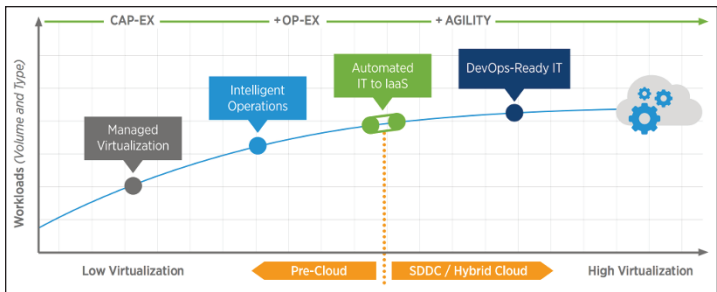 CAP-EX
+OP-EX
+ AGILITY
Workloads (Volume and Type)
Managed
Virtualization
Intelligent
Operations
Automated
IT to IaaS
DevOps-Ready IT
Low Virtualization
Pre-Cloud
SDDC / Hybrid Cloud
High Virtualization